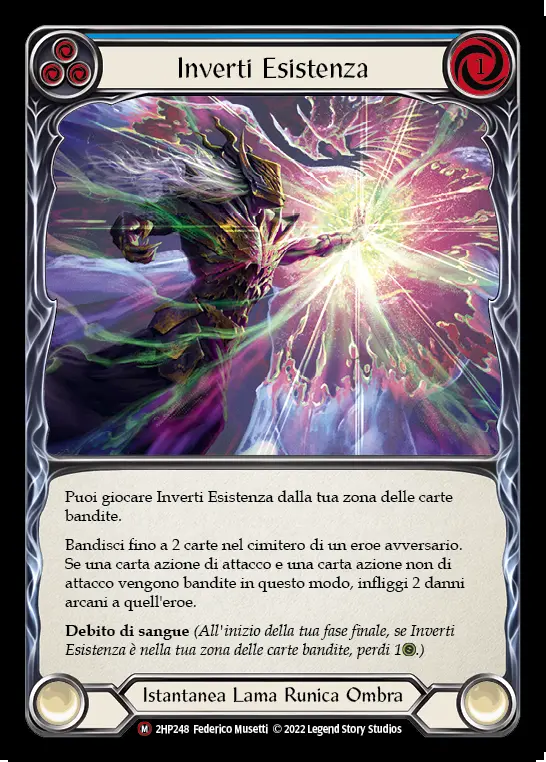 Inverti Esistenza
1
Puoi giocare Inverti Esistenza dalla tua zona delle carte
bandite.
Bandisci fino a 2 carte nel cimitero di un eroe avversario.
Se una carta azione di attacco e una carta azione non di
attacco vengono bandite in questo modo, infliggi 2 danni
arcani a quell'eroe.
Debito di sangue (All'inizio della tua fase finale, se Inverti
Esistenza è nella tua zona delle carte bandite, perdi 1.)
Istantanea Lama Runica Ombra
M 2HP248 Federico Musetti © 2022 Legend Story Studios